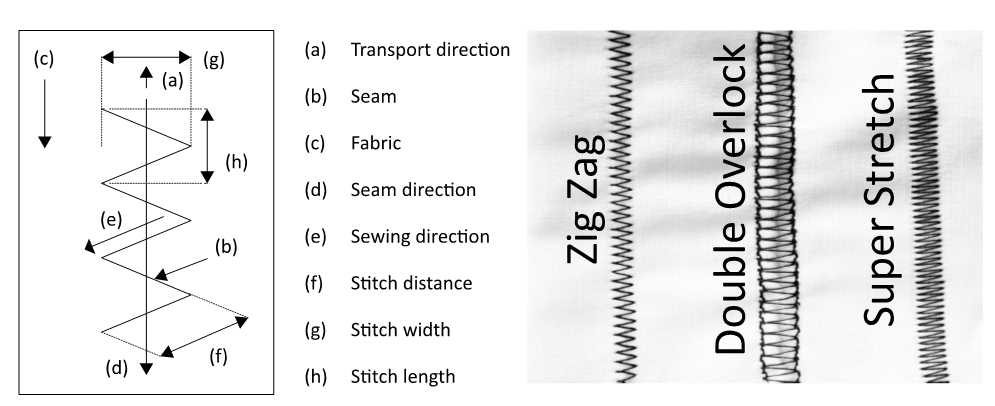 (c)
(g)
(a)
(h)
(e)
(b)
(f)
(d)
(a) Transport direction
(b) Seam
(c) Fabric
(d) Seam direction
(e) Sewing direction
(f) Stitch distance
(g) Stitch width
(h) Stitch length
Zig Zag
Double Overlock
Super Stretch